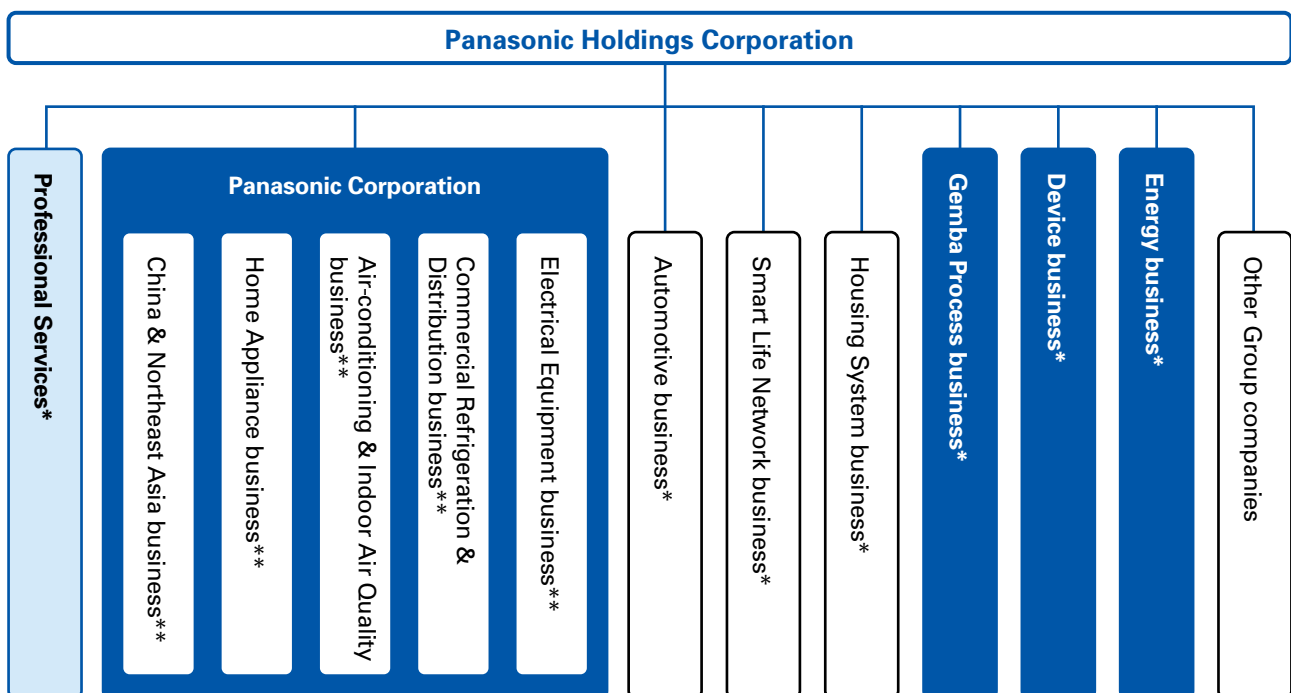 Panasonic Holdings Corporation
Professional Services*
Panasonic Corporation
China & Northeast Asia business**
Home Appliance business**
Air-conditioning & Indoor Air Quality
business**
Commercial Refrigeration &
Distribution business**
Electrical Equipment business**
Automotive business*
Smart Life Network business*
Housing System business*
Gemba Process business*
Device business*
Energy business*
Other Group companies